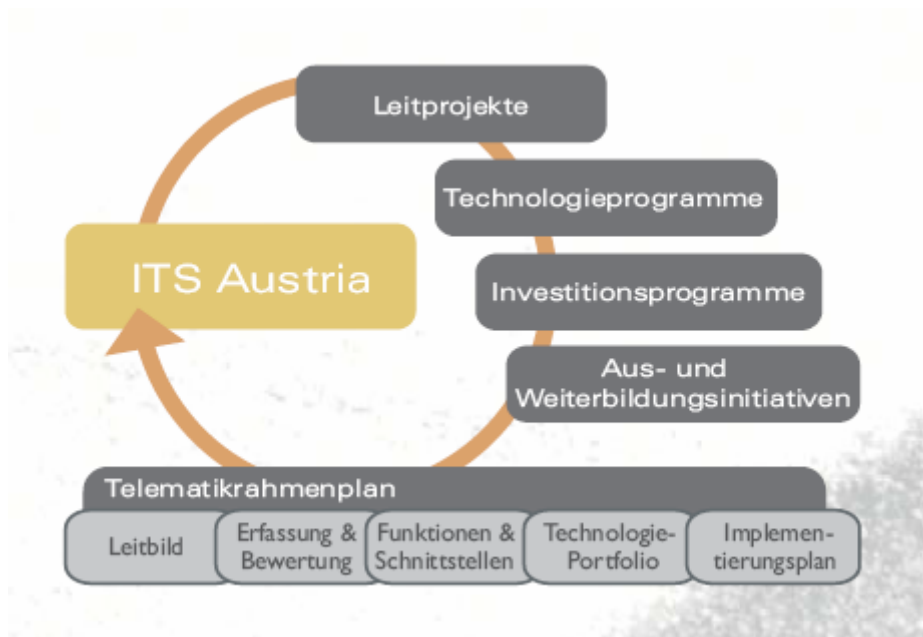 Leitprojekte
Technologieprogramme
ITS Austria
Investitionsprogramme
Aus- und
Weiterbildungsinitiativen
Telematikrahmenplan
Leitbild
Erfassung &
Bewertung
Funktionen &
Schnittstellen
Technologie-
Portfolio
Implemen-
tierungsplan